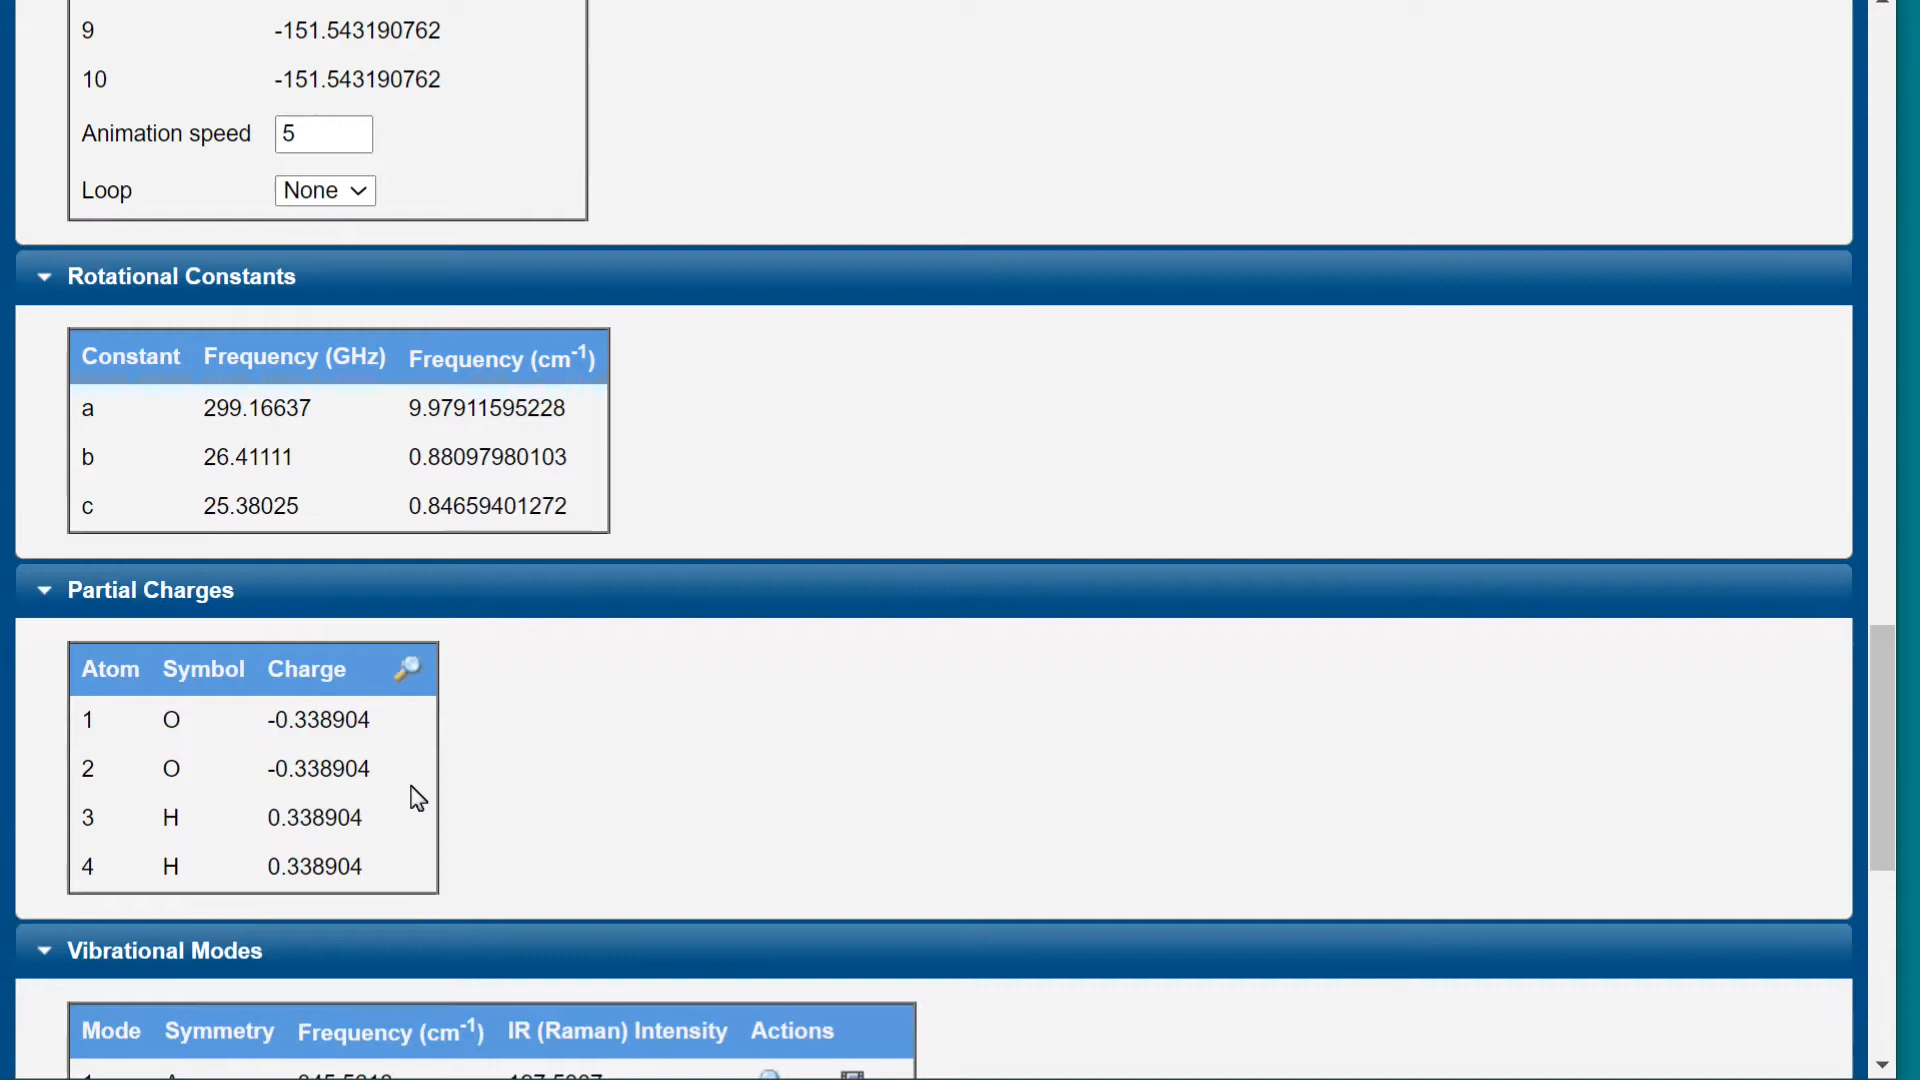 9 -151.543190762
10 -151.543190762
Animation speed 5
Loop None
Rotational Constants
Constant Frequency (GHz) Frequency (cm-1)
a 299.16637 9.97911595228
b 26.41111 0.88097980103
c 25.38025 0.84659401272
Partial Charges
Atom Symbol Charge
1 O -0.338904
2 O -0.338904
3 H 0.338904
4 H 0.338904
Vibrational Modes
Mode Symmetry Frequency (cm-1) IR (Raman) Intensity Actions